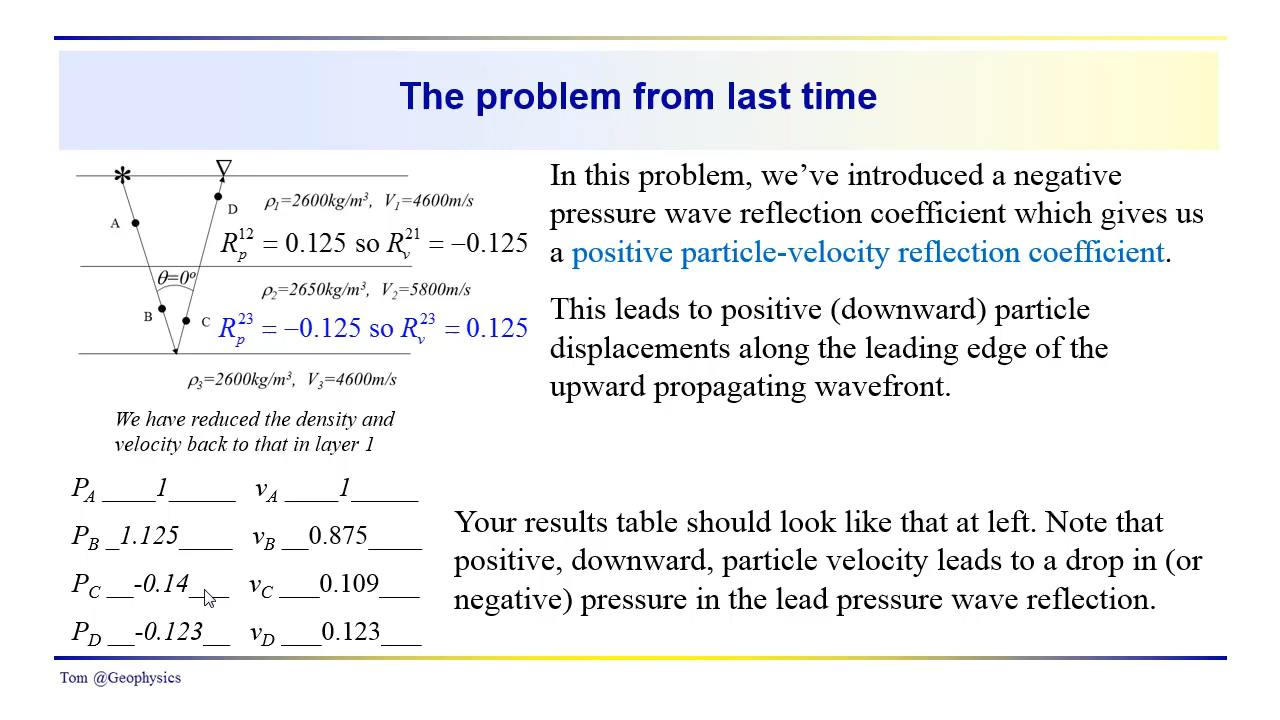 The problem from last time
* ∇
A
D
ρ₁=2600kg/m³, V₁=4600m/s
R_p^12 = 0.125 so R_v^21 = –0.125
θ=0º
ρ₂=2650kg/m³, V₂=5800m/s
B
C
R_p^23 = –0.125 so R_v^23 = 0.125
ρ₃=2600kg/m³, V₃=4600m/s
We have reduced the density and
velocity back to that in layer 1
In this problem, we’ve introduced a negative
pressure wave reflection coefficient which gives us
a positive particle-velocity reflection coefficient.
This leads to positive (downward) particle
displacements along the leading edge of the
upward propagating wavefront.
P_A ____1_____ v_A ____1_____
P_B _1.125____ v_B __0.875____
P_C __-0.14___ v_C ___0.109___
P_D __-0.123__ v_D ___0.123___
Your results table should look like that at left. Note that
positive, downward, particle velocity leads to a drop in (or
negative) pressure in the lead pressure wave reflection.
Tom @Geophysics